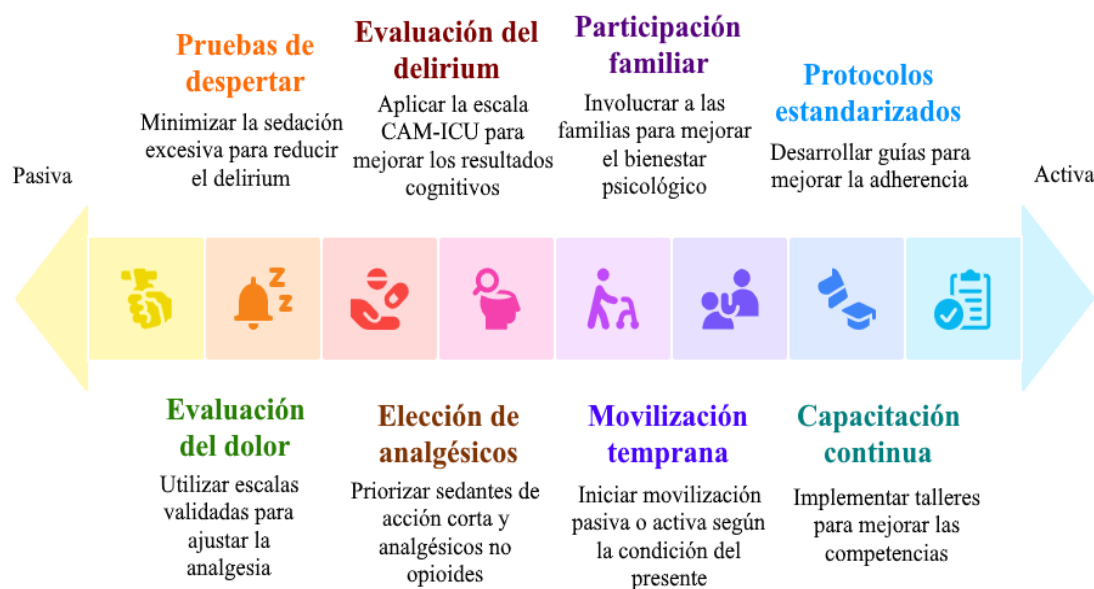 Pruebas de
despertar
Minimizar la sedación
excesiva para reducir
el delirium
Evaluación del
delirium
Aplicar la escala
CAM-ICU para
mejorar los resultados
cognitivos
Participación
familiar
Involucrar a las
familias para mejorar
el bienestar
psicológico
Protocolos
estandarizados
Desarrollar guías para
mejorar la adherencia
Pasiva
Activa
z
z
Evaluación
del dolor
Utilizar escalas
validadas para
ajustar la
analgesia
Elección de
analgésicos
Priorizar sedantes de
acción corta y
analgésicos no
opioides
Movilización
temprana
Iniciar movilización
pasiva o activa según
la condición del
presente
Capacitación
continua
Implementar talleres
para mejorar las
competencias